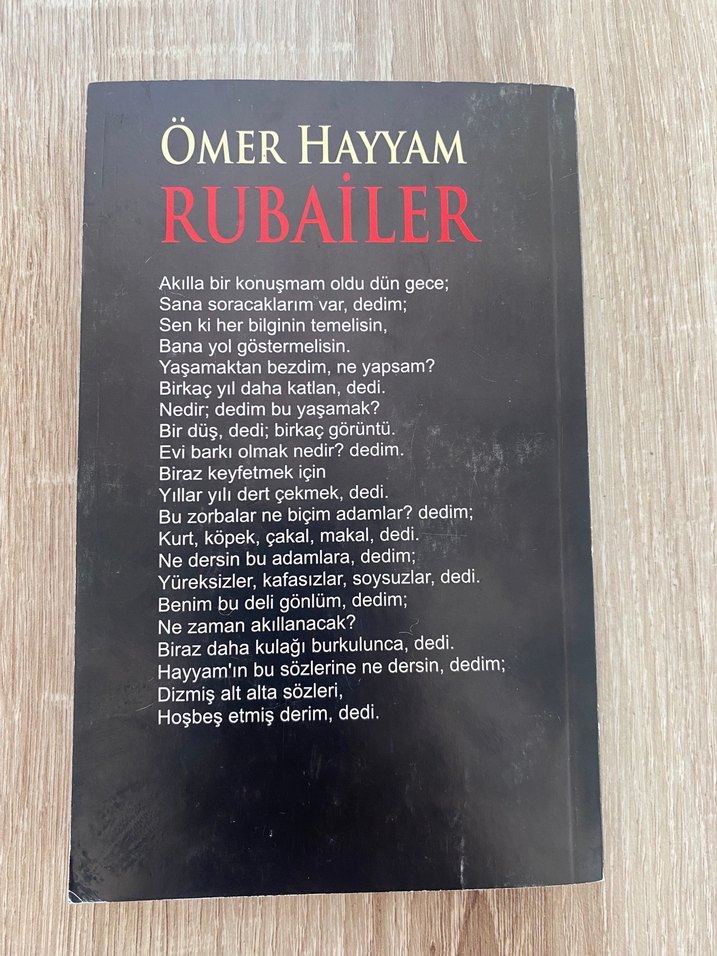 ÖMER HAYYAM
RUBAİLER
Akılla bir konuşmam oldu dün gece;
Sana soracaklarım var, dedim;
Sen ki her bilginin temelisin,
Bana yol göstermelisin.
Yaşamaktan bezdim, ne yapsam?
Birkaç yıl daha katlan, dedi.
Nedir; dedim bu yaşamak?
Bir düş, dedi; birkaç görüntü.
Evi barkı olmak nedir? dedim.
Biraz keyfetmek için
Yıllar yılı dert çekmek, dedi.
Bu zorbalar ne biçim adamlar? dedim;
Kurt, köpek, çakal, makal, dedi.
Ne dersin bu adamlara, dedim;
Yüreksizler, kafasızlar, soysuzlar, dedi.
Benim bu deli gönlüm, dedim;
Ne zaman akıllanacak?
Biraz daha kulağı burkulunca, dedi.
Hayyam'ın bu sözlerine ne dersin, dedim;
Dizmiş alt alta sözleri,
Hoşbeş etmiş derim, dedi.